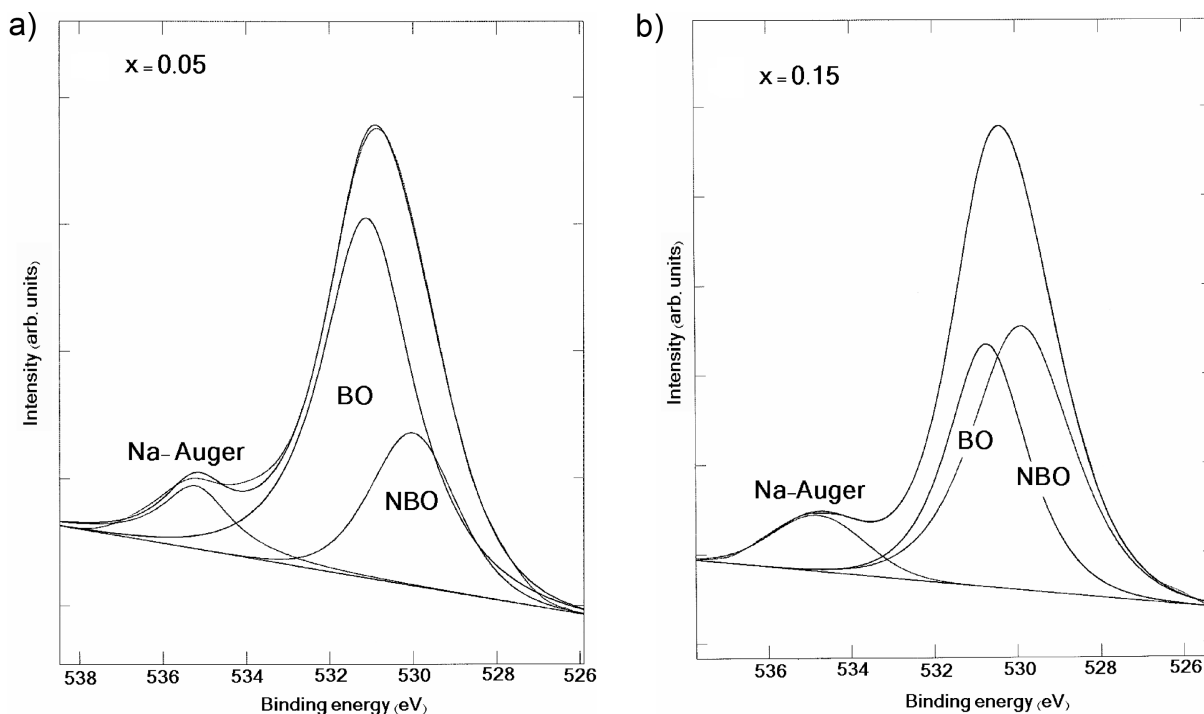 a)
x = 0.05
Intensity (arb. units)
Na- Auger
BO
NBO
538 536 534 532 530 528 526
Binding energy (eV)
b)
x = 0.15
Intensity (arb. units)
Na-Auger
BO
NBO
536 534 532 530 528 526
Binding energy (eV)